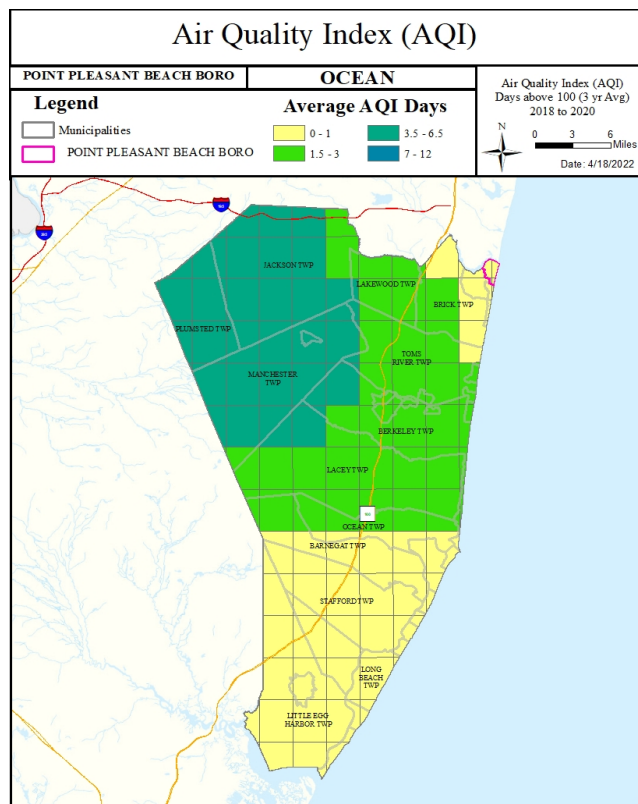 Air Quality Index (AQI)
POINT PLEASANT BEACH BORO
OCEAN
Legend
Municipalities
POINT PLEASANT BEACH BORO
Average AQI Days
0 - 1
3.5 - 6.5
1.5 - 3
7 - 12
Air Quality Index (AQI)
Days above 100 (3 yr Avg)
2018 to 2020
N
0 3 6
Miles
Date: 4/18/2022
JACKSON TWP
LAKEWOOD TWP
BRICK TWP
PLUMSTED TWP
TOMS
RIVER TWP
MANCHESTER
TWP
BERKELEY TWP
LACEY TWP
OCEAN TWP
BARNEGAT TWP
STAFFORD TWP
LONG
BEACH
TWP
LITTLE EGG
HARBOR TWP